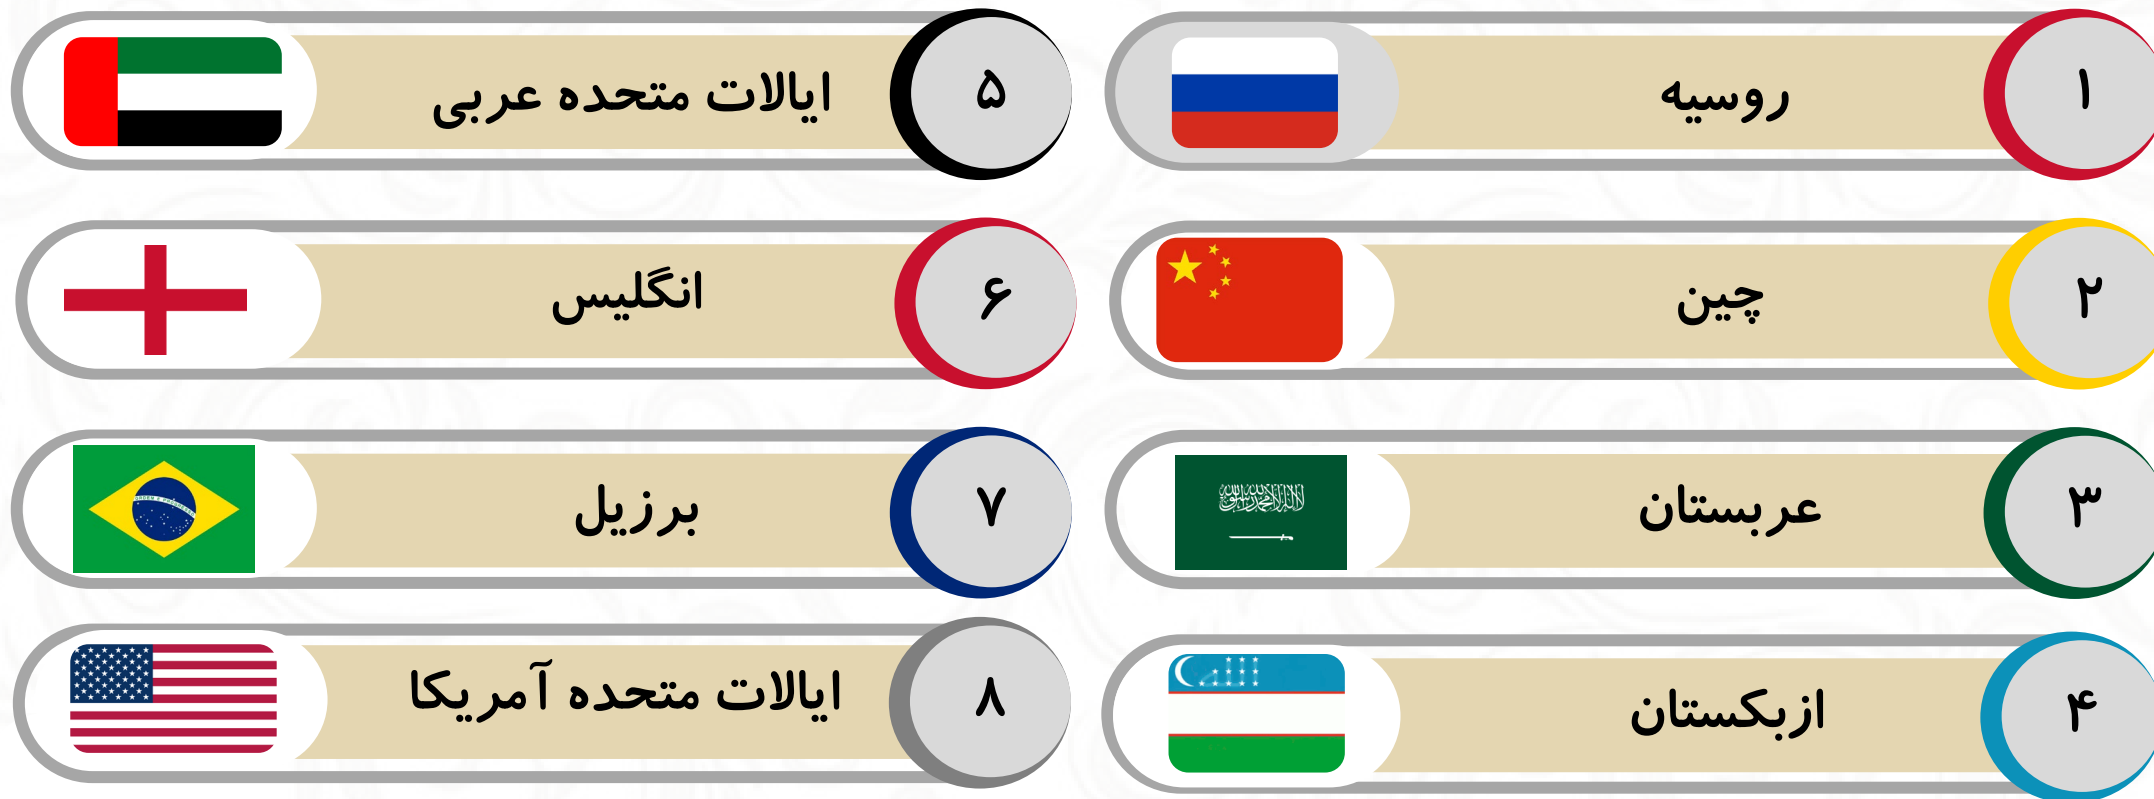 ۱ روسیه
۲ چین
۳ عربستان
۴ ازبکستان
۵ ایالات متحده عربی
۶ انگلیس
۷ برزیل
۸ ایالات متحده آمریکا